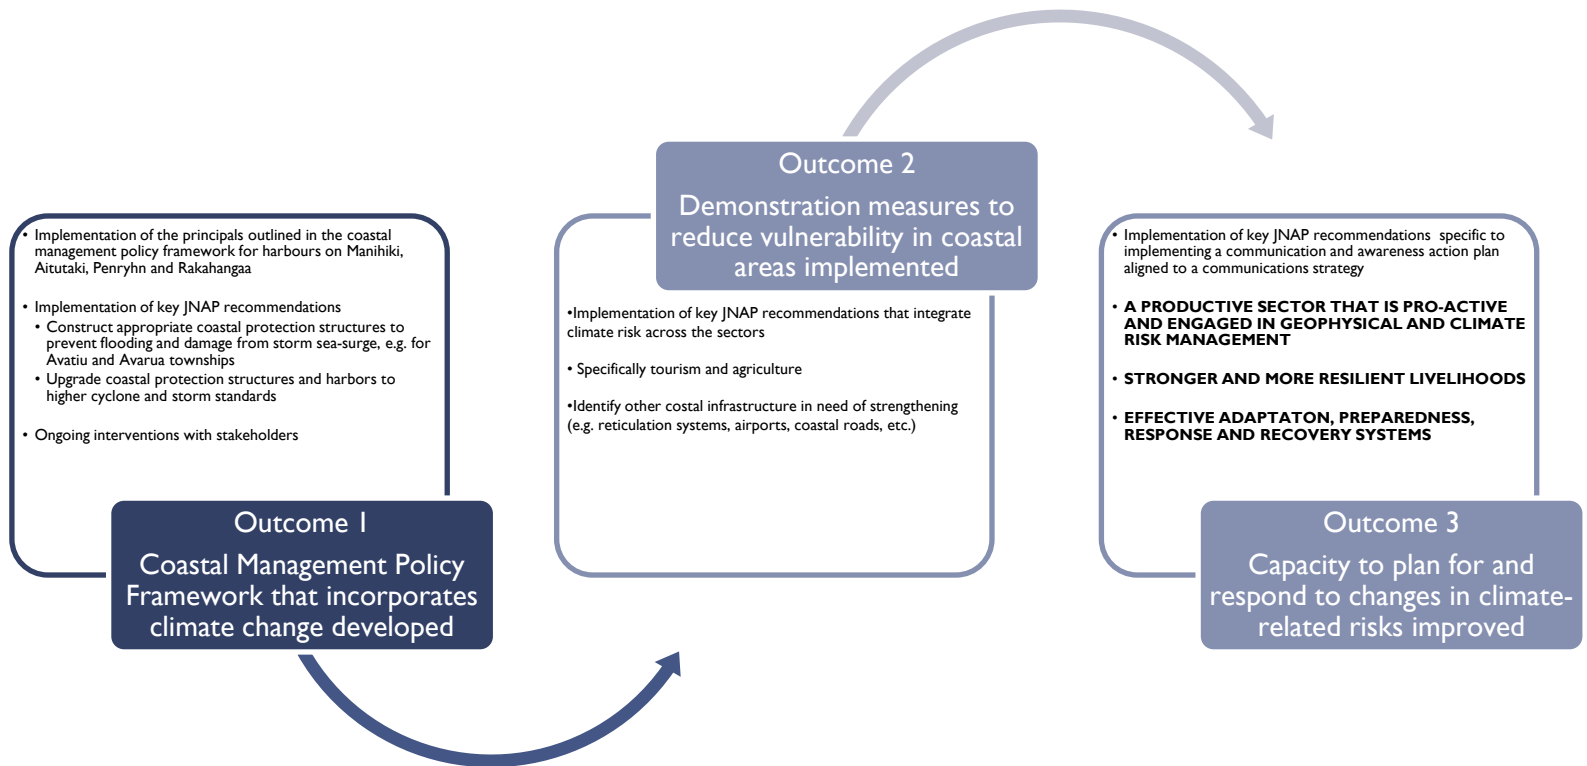 • Implementation of the principals outlined in the coastal
management policy framework for harbours on Manihiki,
Aitutaki, Penryhn and Rakahangaa
• Implementation of key JNAP recommendations
• Construct appropriate coastal protection structures to
prevent flooding and damage from storm sea-surge, e.g. for
Avatiu and Avarua townships
• Upgrade coastal protection structures and harbors to
higher cyclone and storm standards
• Ongoing interventions with stakeholders
Outcome 1
Coastal Management Policy
Framework that incorporates
climate change developed
Outcome 2
Demonstration measures to
reduce vulnerability in coastal
areas implemented
•Implementation of key JNAP recommendations that integrate
climate risk across the sectors
• Specifically tourism and agriculture
•Identify other costal infrastructure in need of strengthening
(e.g. reticulation systems, airports, coastal roads, etc.)
• Implementation of key JNAP recommendations specific to
implementing a communication and awareness action plan
aligned to a communications strategy
• A PRODUCTIVE SECTOR THAT IS PRO-ACTIVE
AND ENGAGED IN GEOPHYSICAL AND CLIMATE
RISK MANAGEMENT
• STRONGER AND MORE RESILIENT LIVELIHOODS
• EFFECTIVE ADAPTATON, PREPAREDNESS,
RESPONSE AND RECOVERY SYSTEMS
Outcome 3
Capacity to plan for and
respond to changes in climate-
related risks improved